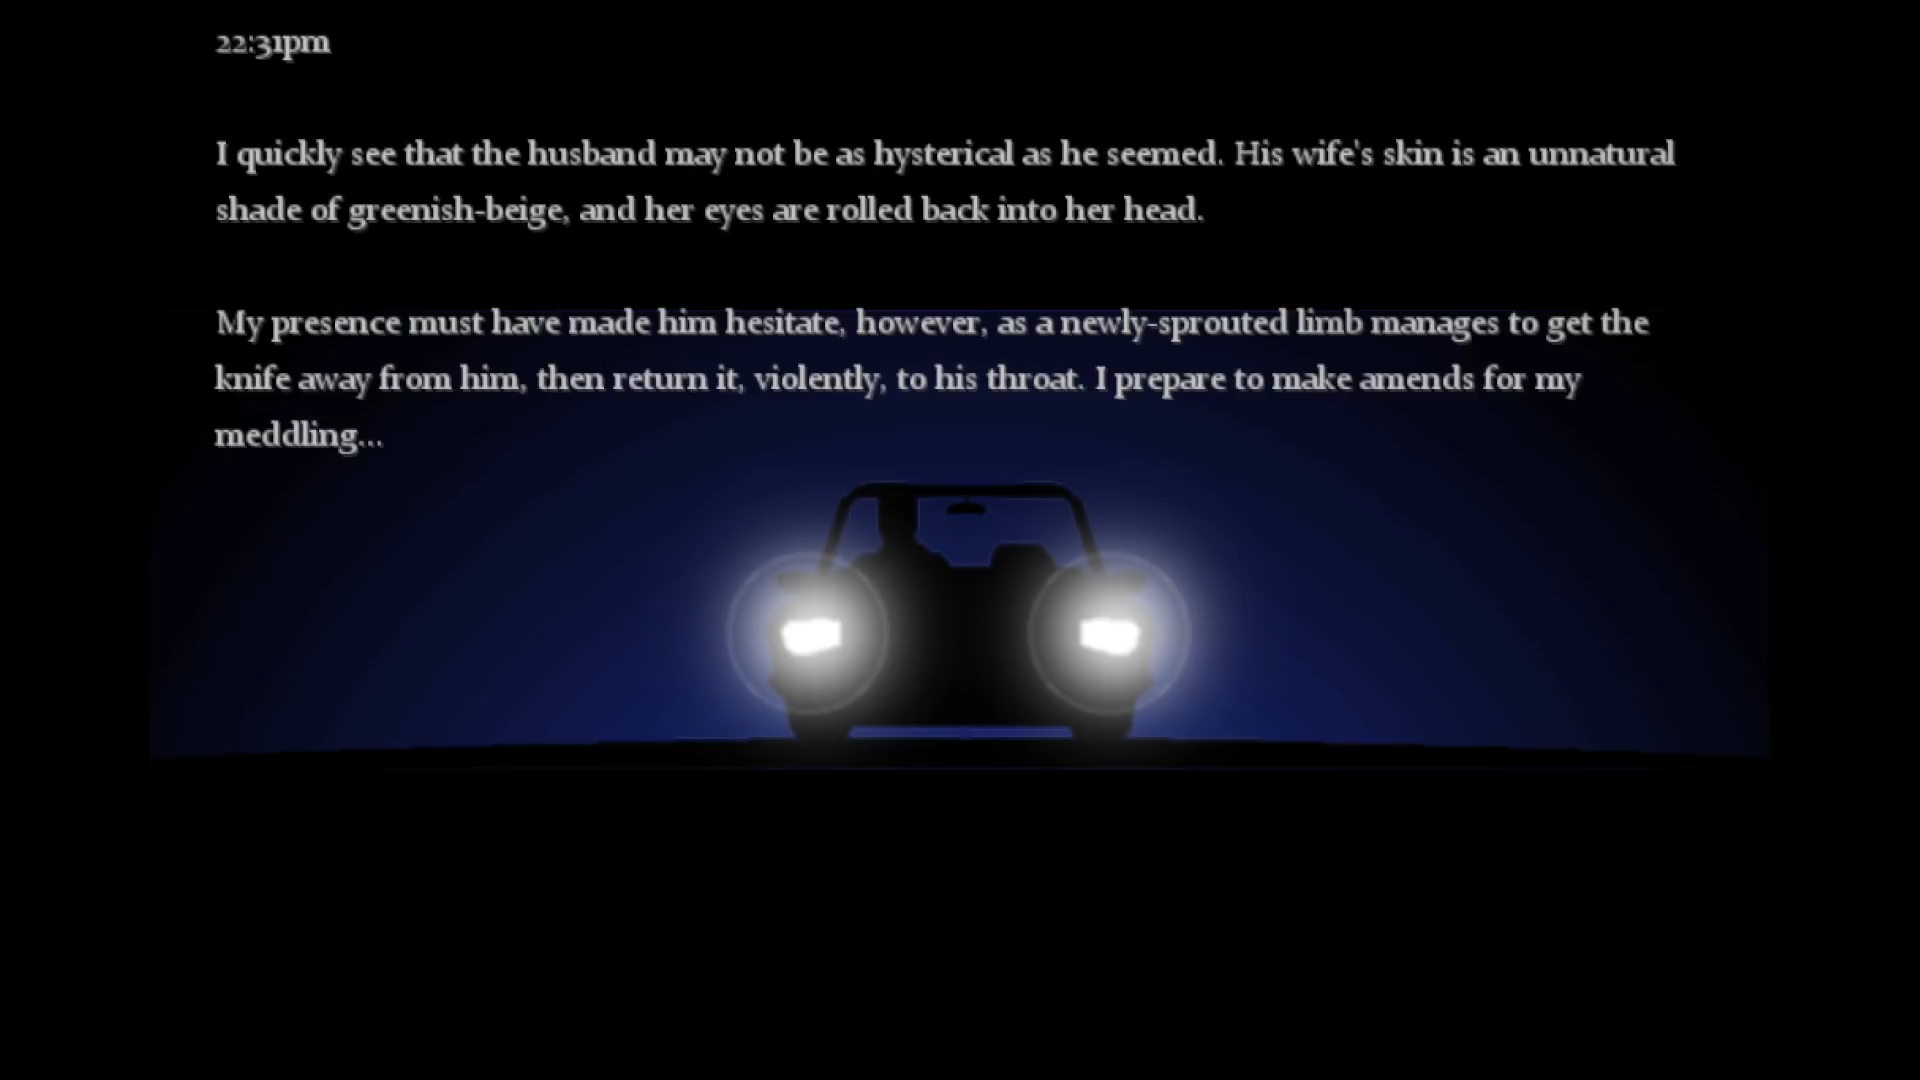 22:31pm
I quickly see that the husband may not be as hysterical as he seemed. His wife's skin is an unnatural
shade of greenish-beige, and her eyes are rolled back into her head.
My presence must have made him hesitate, however, as a newly-sprouted limb manages to get the
knife away from him, then return it, violently, to his throat. I prepare to make amends for my
meddling...